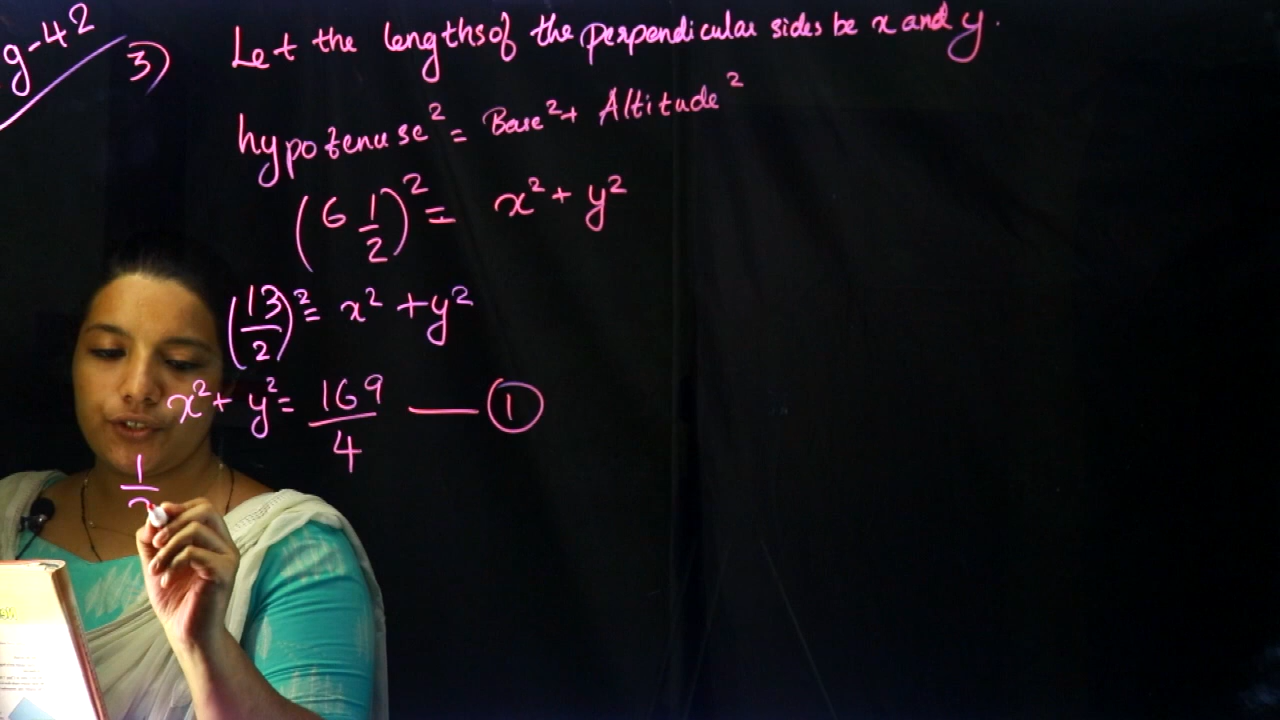 g-42
3) Let the lengths of the perpendicular sides be x and y.
hypotenuse² = Base² + Altitude²
(6 1/2)² = x² + y²
(13/2)² = x² + y²
x² + y² = 169/4 — ①
1/2